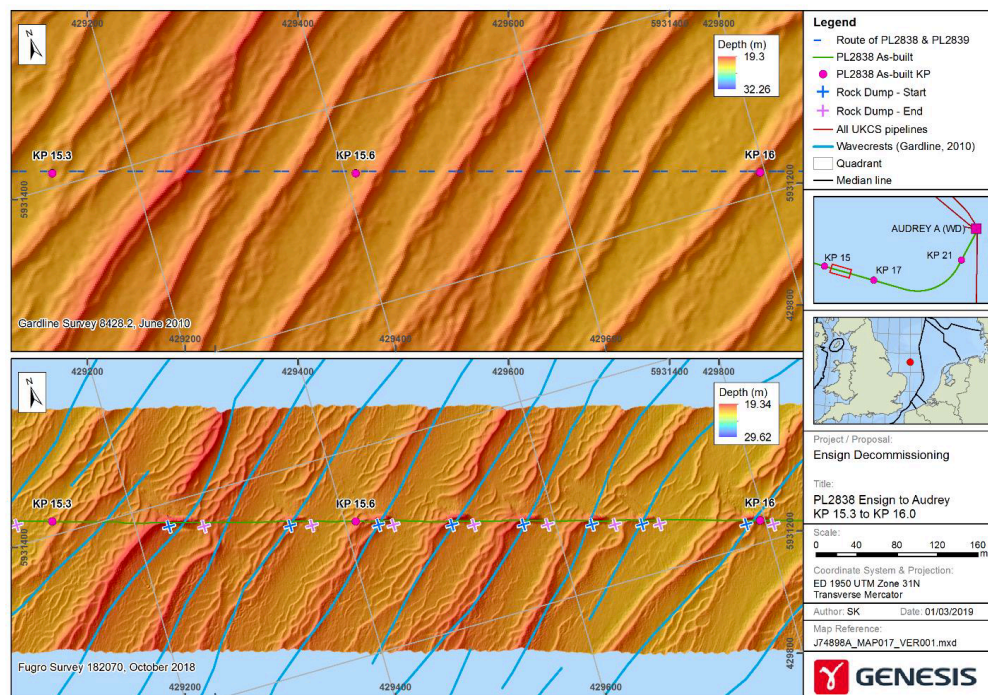 429200
429400
429600
5931400
429800
N
Depth (m)
19.3
32.26
KP 15.3
KP 15.6
KP 16
5931400
5931200
429800
Gardline Survey 8428.2, June 2010
429200
429400
429600
429200
429400
429600
5931400
429800
N
Depth (m)
19.34
29.62
KP 15.3
KP 15.6
KP 16
5931400
5931200
429800
Fugro Survey 182070, October 2018
429200
429400
429600
Legend
Route of PL2838 & PL2839
PL2838 As-built
PL2838 As-built KP
Rock Dump - Start
Rock Dump - End
All UKCS pipelines
Wavecrests (Gardline, 2010)
Quadrant
Median line
AUDREY A (WD)
KP 15
KP 21
KP 17
Project / Proposal:
Ensign Decommissioning
Title:
PL2838 Ensign to Audrey
KP 15.3 to KP 16.0
Scale:
0 40 80 120 160
m
Coordinate System & Projection:
ED 1950 UTM Zone 31N
Transverse Mercator
Author: SK Date: 01/03/2019
Map Reference:
J74898A_MAP017_VER001.mxd
GENESIS